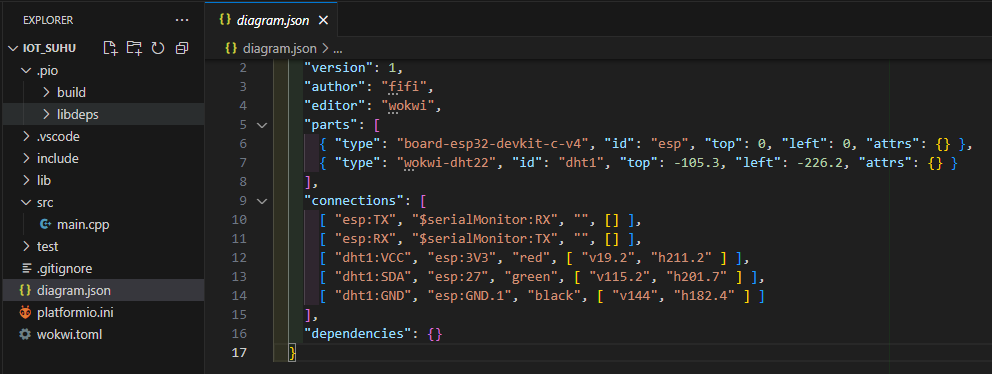 EXPLORER
IOT_SUHU
.pio
build
libdeps
.vscode
include
lib
src
main.cpp
test
.gitignore
{} diagram.json
platformio.ini
wokwi.toml
{} diagram.json ×
{} diagram.json > ...
2 "version": 1,
3 "author": "fifi",
4 "editor": "wokwi",
5 "parts": [
6 { "type": "board-esp32-devkit-c-v4", "id": "esp", "top": 0, "left": 0, "attrs": {} },
7 { "type": "wokwi-dht22", "id": "dht1", "top": -105.3, "left": -226.2, "attrs": {} }
8 ],
9 "connections": [
10 [ "esp:TX", "$serialMonitor:RX", "", [] ],
11 [ "esp:RX", "$serialMonitor:TX", "", [] ],
12 [ "dht1:VCC", "esp:3V3", "red", [ "v19.2", "h211.2" ] ],
13 [ "dht1:SDA", "esp:27", "green", [ "v115.2", "h201.7" ] ],
14 [ "dht1:GND", "esp:GND.1", "black", [ "v144", "h182.4" ] ]
15 ],
16 "dependencies": {}
17 }